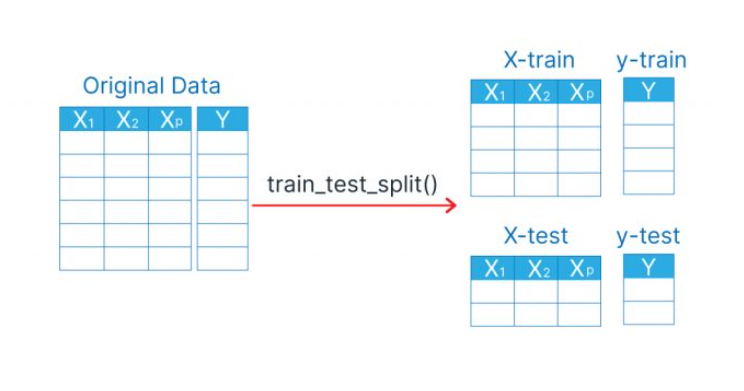 Original Data
X₁ X₂ Xₚ Y
train_test_split()
X-train y-train
X₁ X₂ Xₚ Y
X-test y-test
X₁ X₂ Xₚ Y